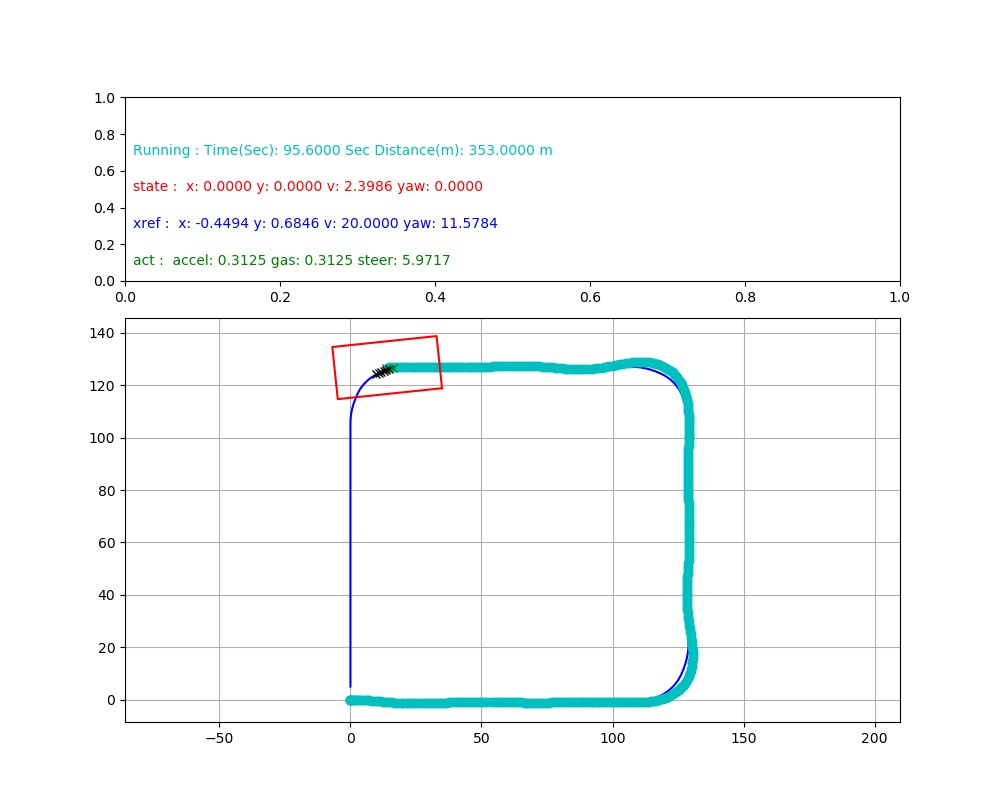 1.0
0.8
Running : Time(Sec): 95.6000 Sec Distance(m): 353.0000 m
0.6
state :  x: 0.0000 y: 0.0000 v: 2.3986 yaw: 0.0000
0.4
xref :  x: -0.4494 y: 0.6846 v: 20.0000 yaw: 11.5784
0.2
act :  accel: 0.3125 gas: 0.3125 steer: 5.9717
0.0
0.0 0.2 0.4 0.6 0.8 1.0
140
120
100
80
60
40
20
0
−50 0 50 100 150 200